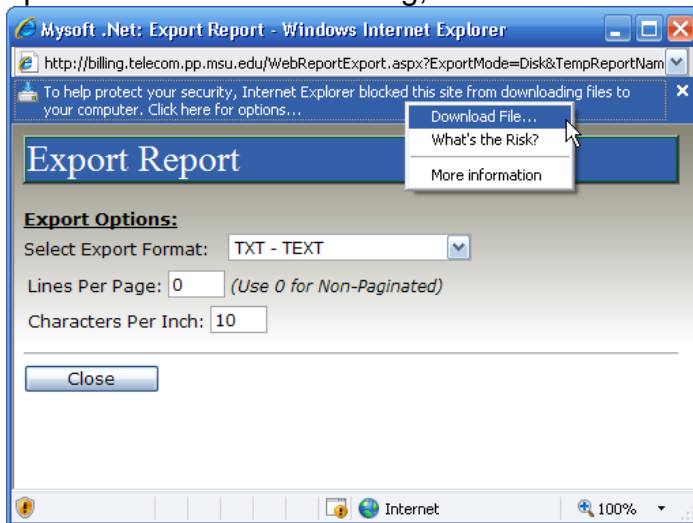 Mysoft .Net: Export Report - Windows Internet Explorer
http://billing.telecom.pp.msu.edu/WebReportExport.aspx?ExportMode=Disk&TempReportNam
To help protect your security, Internet Explorer blocked this site from downloading files to
your computer. Click here for options...
Download File...
What's the Risk?
More information
Export Report
Export Options:
Select Export Format: TXT - TEXT
Lines Per Page: 0 (Use 0 for Non-Paginated)
Characters Per Inch: 10
Close
Internet 100%